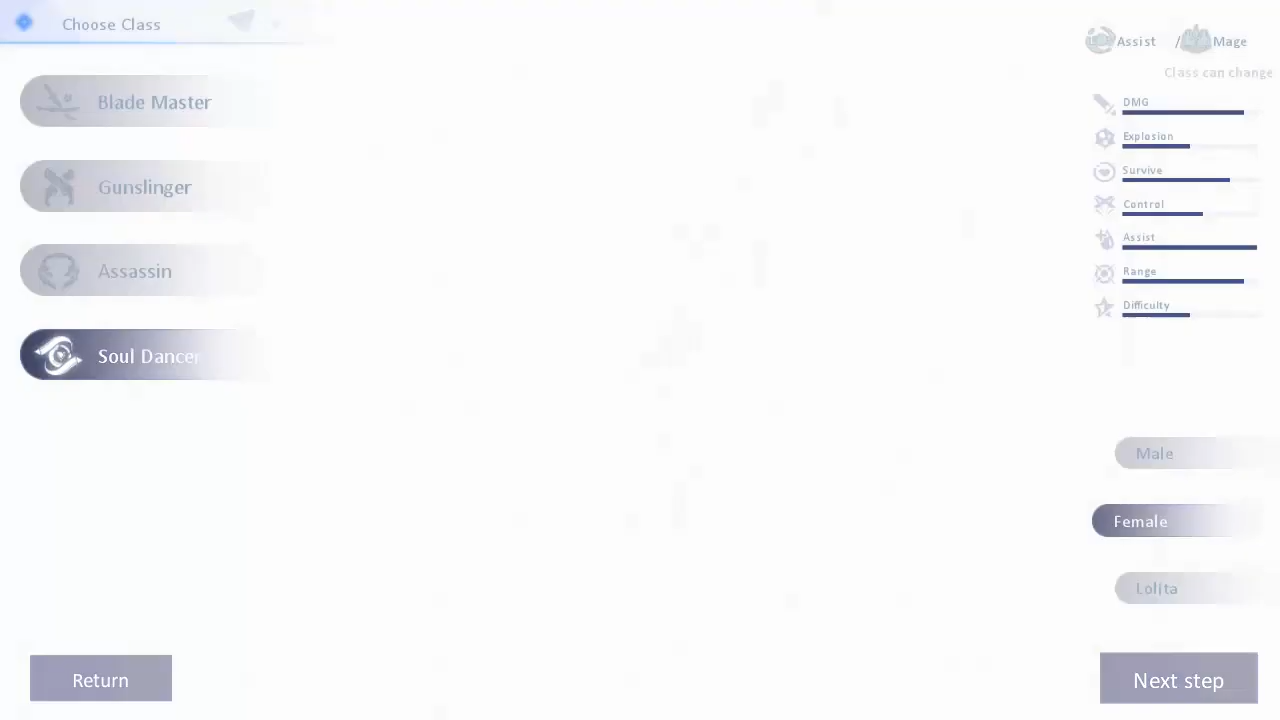 Choose Class
Blade Master
Gunslinger
Assassin
Soul Dancer
Return
Assist / Mage
Class can change
DMG
Explosion
Survive
Control
Assist
Range
Difficulty
Male
Female
Lolita
Next step